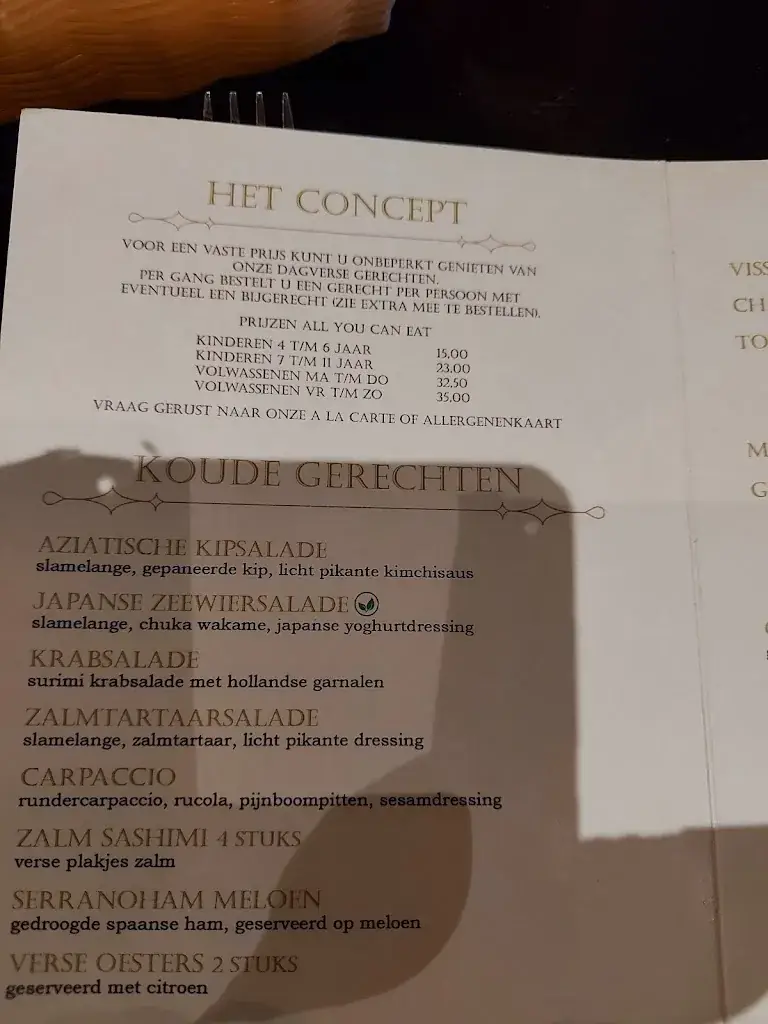 HET CONCEPT
VOOR EEN VASTE PRIJS KUNT U ONBEPERKT GENIETEN VAN
ONZE DAGVERSE GERECHTEN.
PER GANG BESTELT U EEN GERECHT PER PERSOON MET
EVENTUEEL EEN BIJGERECHT (ZIE EXTRA MEE TE BESTELLEN).
PRIJZEN ALL YOU CAN EAT
KINDEREN 4 T/M 6 JAAR 15,00
KINDEREN 7 T/M 11 JAAR 23,00
VOLWASSENEN MA T/M DO 32,50
VOLWASSENEN VR T/M ZO 35,00
VRAAG GERUST NAAR ONZE A LA CARTE OF ALLERGENENKAART
KOUDE GERECHTEN
AZIATISCHE KIPSALADE
slamelange, gepaneerde kip, licht pikante kimchisaus
JAPANSE ZEEWIERSALADE
slamelange, chuka wakame, japanse yoghurtdressing
KRABSALADE
surimi krabsalade met hollandse garnalen
ZALMTARTAARSALADE
slamelange, zalmtartaar, licht pikante dressing
CARPACCIO
rundercarpaccio, rucola, pijnboompitten, sesamdressing
ZALM SASHIMI 4 STUKS
verse plakjes zalm
SERRANOHAM MELOEN
gedroogde spaanse ham, geserveerd op meloen
VERSE OESTERS 2 STUKS
geserveerd met citroen
VISS
CH
TO
M
G